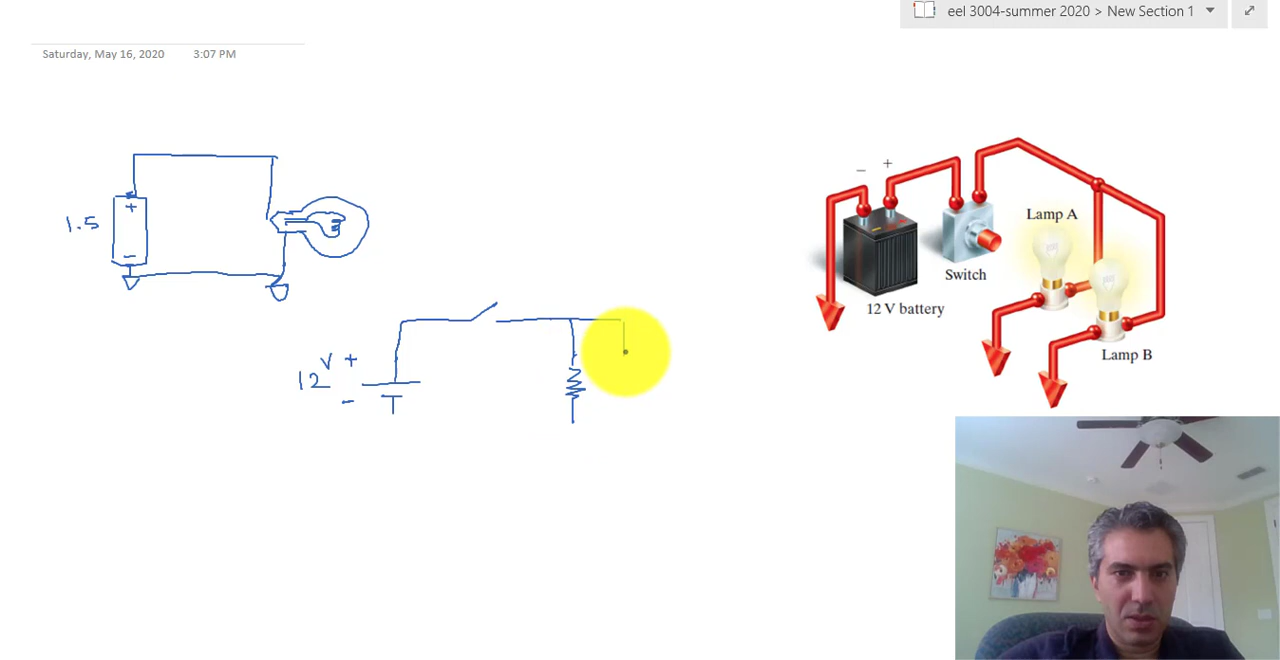 eel 3004-summer 2020 > New Section 1
Saturday, May 16, 2020 3:07 PM
1.5
+
-
12 V +
-
- +
Lamp A
Switch
12 V battery
Lamp B